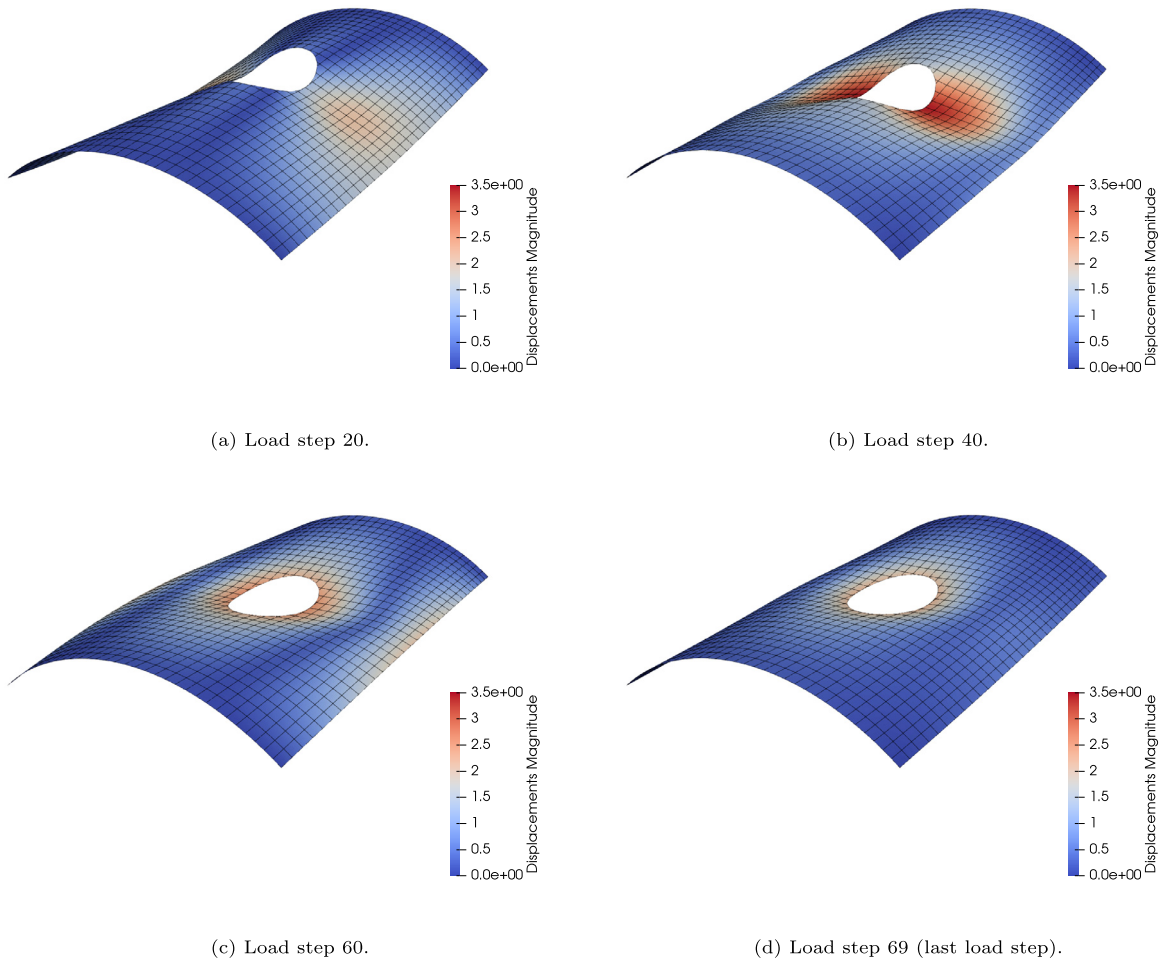 3.5e+00
3
2.5
2
1.5
1
0.5
0.0e+00
Displacements Magnitude
(a) Load step 20.
3.5e+00
3
2.5
2
1.5
1
0.5
0.0e+00
Displacements Magnitude
(b) Load step 40.
3.5e+00
3
2.5
2
1.5
1
0.5
0.0e+00
Displacements Magnitude
(c) Load step 60.
3.5e+00
3
2.5
2
1.5
1
0.5
0.0e+00
Displacements Magnitude
(d) Load step 69 (last load step).